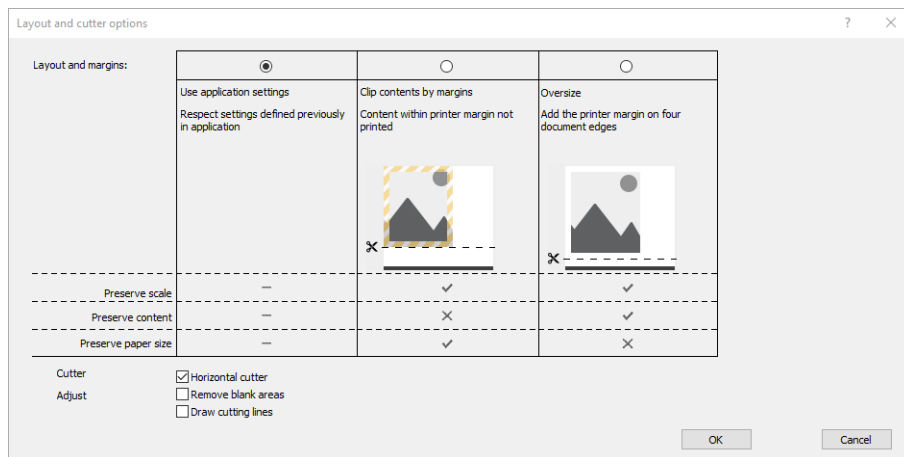 Layout and cutter options
Layout and margins:
Use application settings
Respect settings defined previously
in application
Clip contents by margins
Content within printer margin not
printed
Oversize
Add the printer margin on four
document edges
Preserve scale
Preserve content
Preserve paper size
Cutter
Horizontal cutter
Adjust
Remove blank areas
Draw cutting lines
OK
Cancel